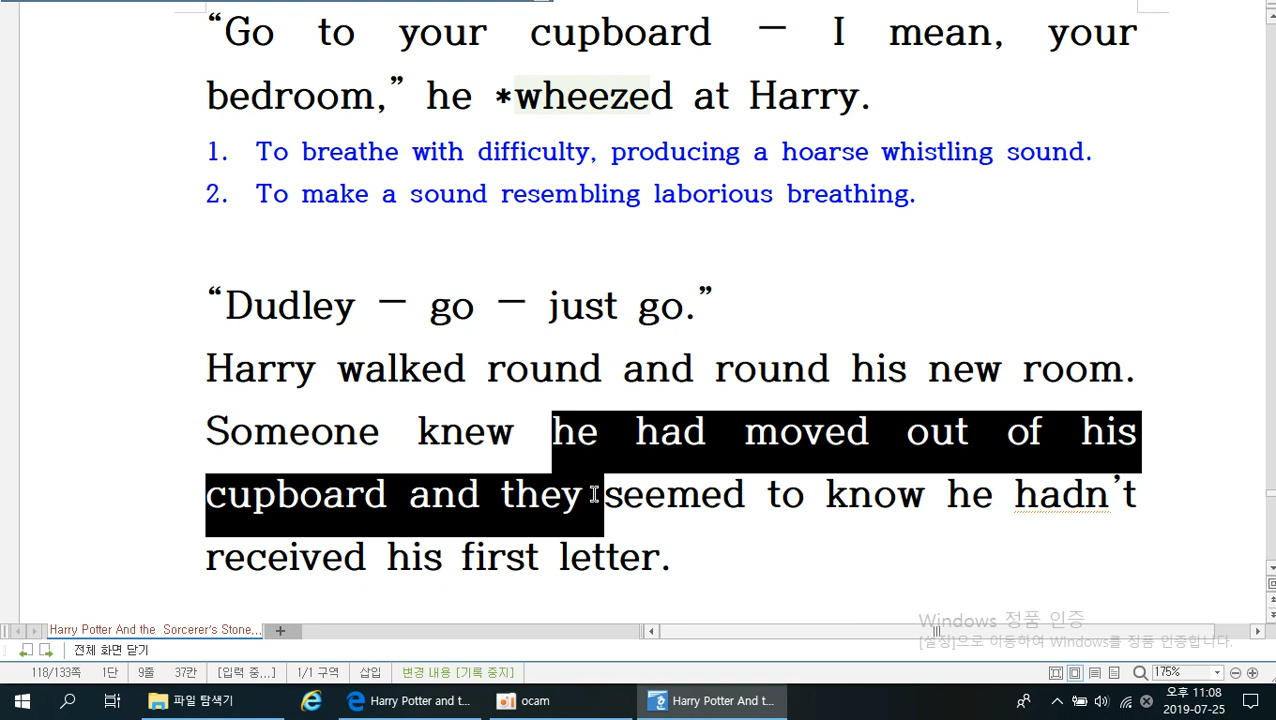 “Go to your cupboard – I mean, your
bedroom,” he *wheezed at Harry.
1. To breathe with difficulty, producing a hoarse whistling sound.
2. To make a sound resembling laborious breathing.
“Dudley – go – just go.”
Harry walked round and round his new room.
Someone knew he had moved out of his
cupboard and they seemed to know he hadn’t
received his first letter.
Windows 정품 인증
[설정]으로 이동하여 Windows를 정품 인증합니다.
Harry Potter And the Sorcerer's Stone...
전체 화면 닫기
118/133쪽 1단 9줄 37칸 [입력 중...] 1/1 구역 삽입 변경 내용 [기록 중지] 175%
파일 탐색기 Harry Potter and t... ocam Harry Potter And t... 오후 11:08
2019-07-25